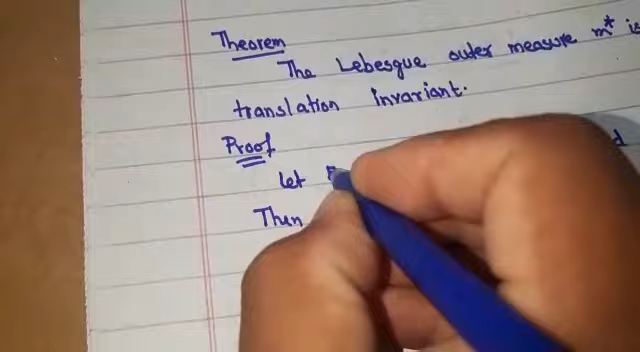 Theorem
The Lebesgue outer measure m* is
translation invariant.
Proof
Let
Then